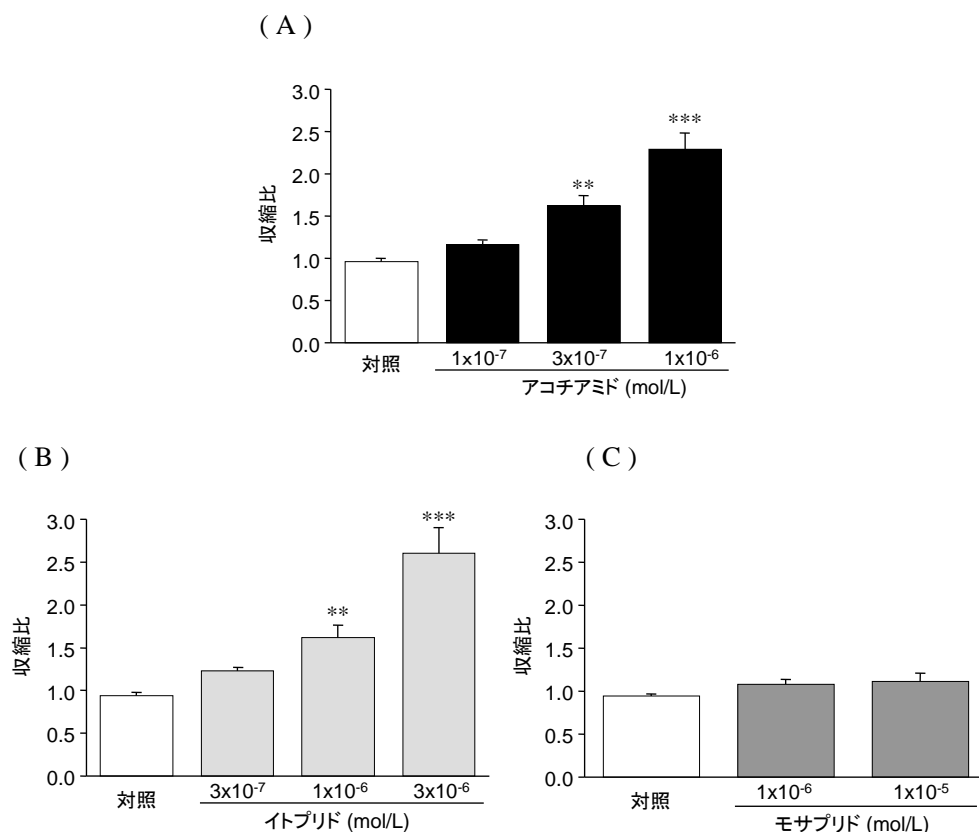 ( A )
3.0
2.5
2.0
1.5
1.0
0.5
0.0
収縮比
**
***
対照
1x10-7
3x10-7
1x10-6
アコチアミド (mol/L)
( B )
3.0
2.5
2.0
1.5
1.0
0.5
0.0
収縮比
**
***
対照
3x10-7
1x10-6
3x10-6
イトプリド (mol/L)
( C )
3.0
2.5
2.0
1.5
1.0
0.5
0.0
収縮比
対照
1x10-6
1x10-5
モサプリド (mol/L)